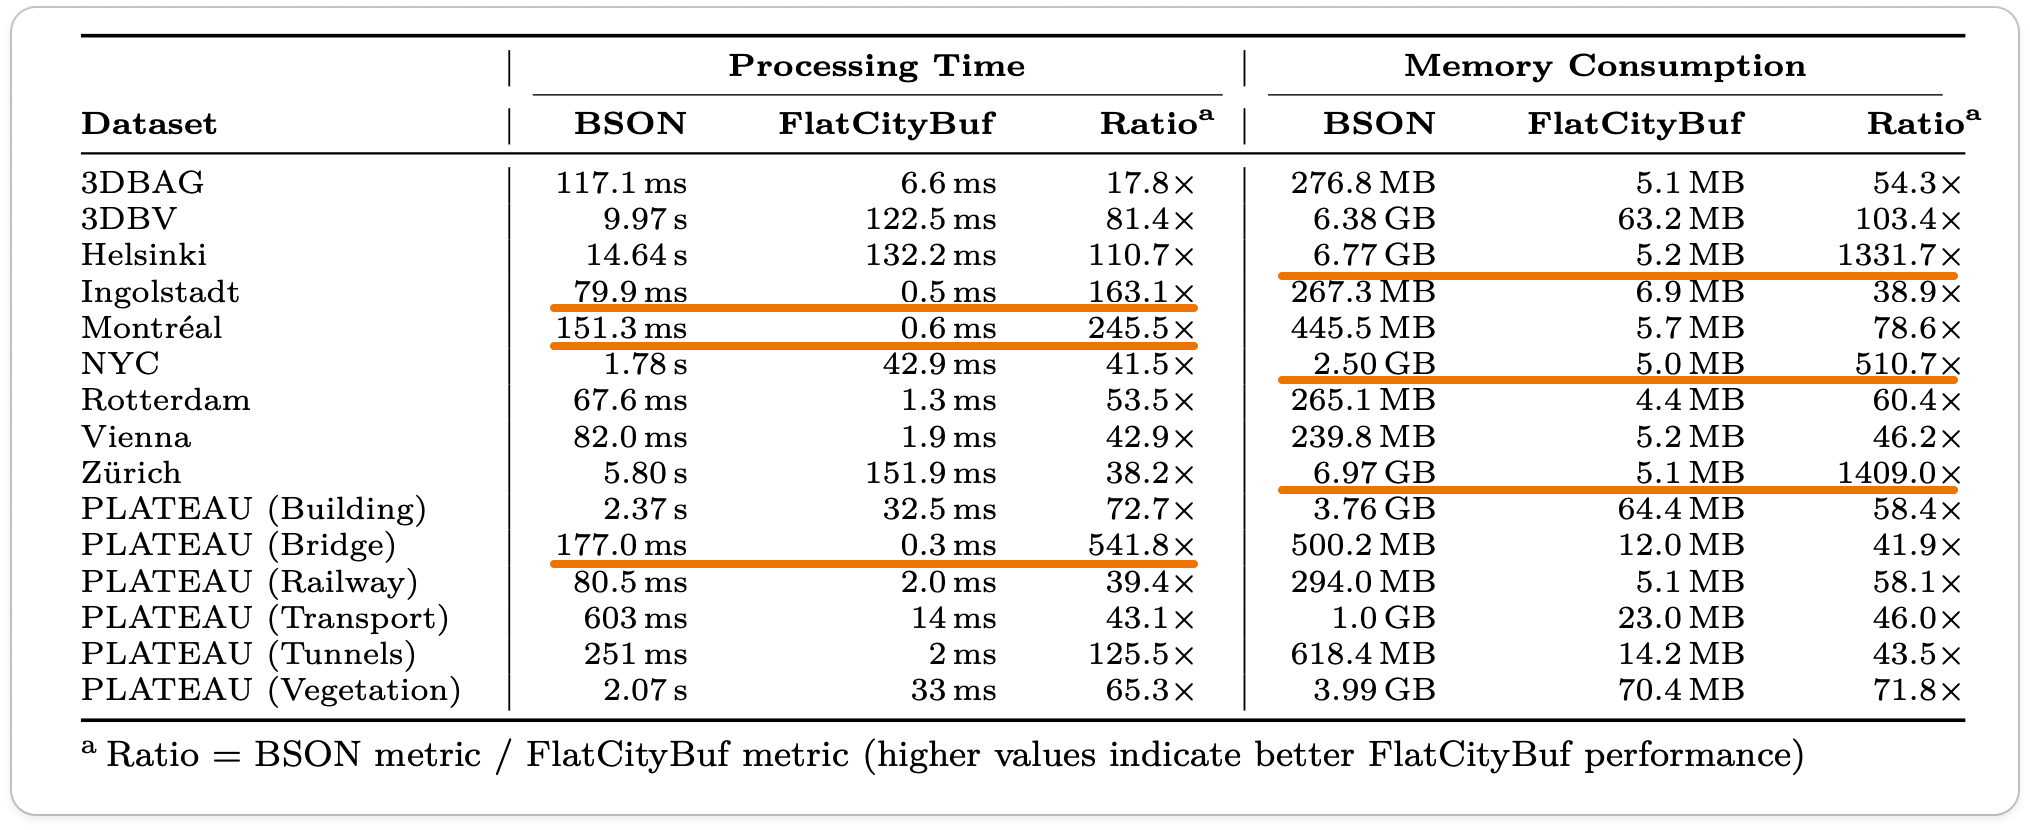 Processing Time Memory Consumption
Dataset BSON FlatCityBuf Ratioᵃ BSON FlatCityBuf Ratioᵃ
3DBAG 117.1 ms 6.6 ms 17.8× 276.8 MB 5.1 MB 54.3×
3DBV 9.97 s 122.5 ms 81.4× 6.38 GB 63.2 MB 103.4×
Helsinki 14.64 s 132.2 ms 110.7× 6.77 GB 5.2 MB 1331.7×
Ingolstadt 79.9 ms 0.5 ms 163.1× 267.3 MB 6.9 MB 38.9×
Montréal 151.3 ms 0.6 ms 245.5× 445.5 MB 5.7 MB 78.6×
NYC 1.78 s 42.9 ms 41.5× 2.50 GB 5.0 MB 510.7×
Rotterdam 67.6 ms 1.3 ms 53.5× 265.1 MB 4.4 MB 60.4×
Vienna 82.0 ms 1.9 ms 42.9× 239.8 MB 5.2 MB 46.2×
Zürich 5.80 s 151.9 ms 38.2× 6.97 GB 5.1 MB 1409.0×
PLATEAU (Building) 2.37 s 32.5 ms 72.7× 3.76 GB 64.4 MB 58.4×
PLATEAU (Bridge) 177.0 ms 0.3 ms 541.8× 500.2 MB 12.0 MB 41.9×
PLATEAU (Railway) 80.5 ms 2.0 ms 39.4× 294.0 MB 5.1 MB 58.1×
PLATEAU (Transport) 603 ms 14 ms 43.1× 1.0 GB 23.0 MB 46.0×
PLATEAU (Tunnels) 251 ms 2 ms 125.5× 618.4 MB 14.2 MB 43.5×
PLATEAU (Vegetation) 2.07 s 33 ms 65.3× 3.99 GB 70.4 MB 71.8×
ᵃ Ratio = BSON metric / FlatCityBuf metric (higher values indicate better FlatCityBuf performance)